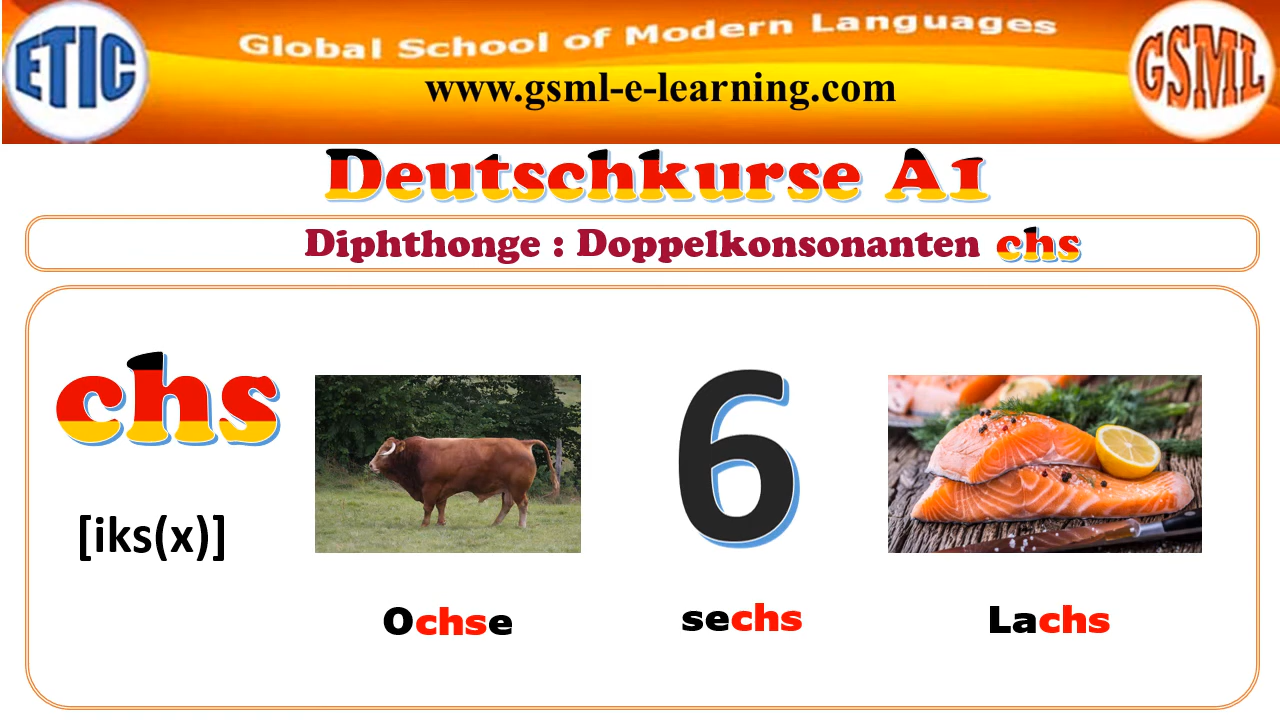 ETIC
Global School of Modern Languages
GSML
www.gsml-e-learning.com
Deutschkurse A1
Diphthonge : Doppelkonsonanten chs
chs
6
[iks(x)]
Ochse
sechs
Lachs